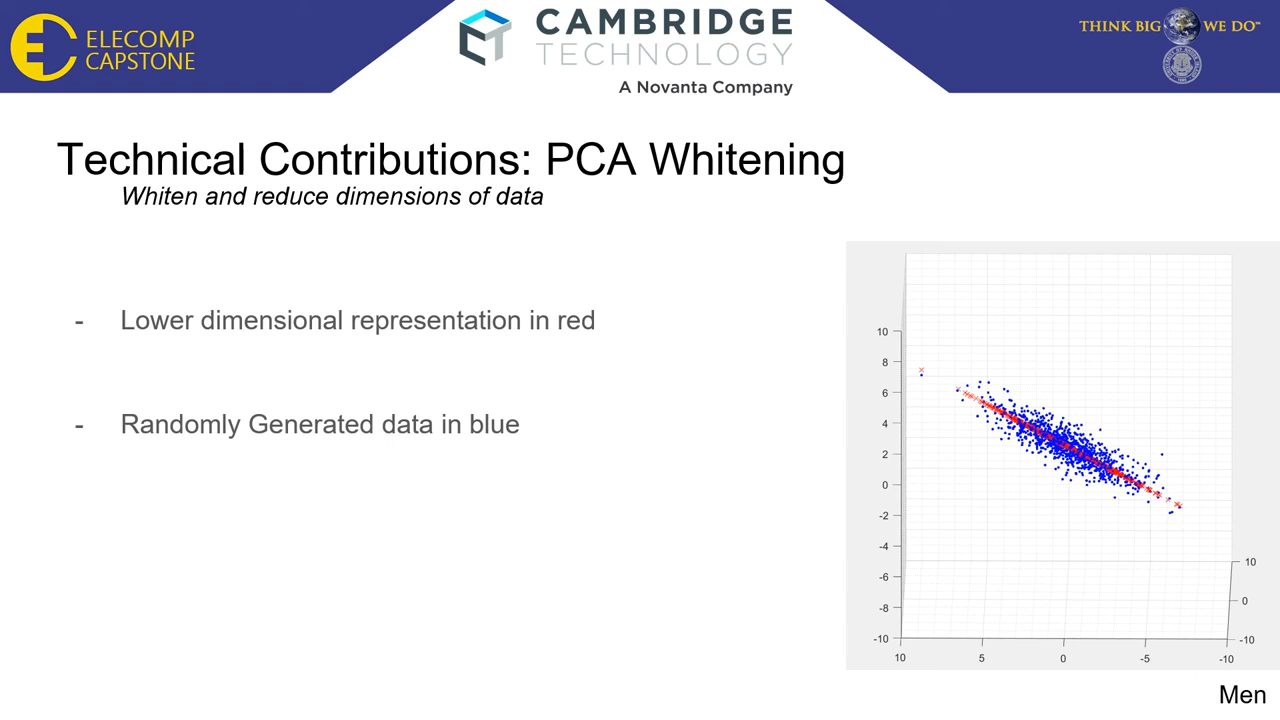 ELECOMP
CAPSTONE
CAMBRIDGE
TECHNOLOGY
A Novanta Company
THINK BIG WE DO™
Technical Contributions: PCA Whitening
Whiten and reduce dimensions of data
- Lower dimensional representation in red
- Randomly Generated data in blue
10
8
6
4
2
0
-2
-4
-6
-8
-10
10
0
-10
10 5 0 -5 -10
Men